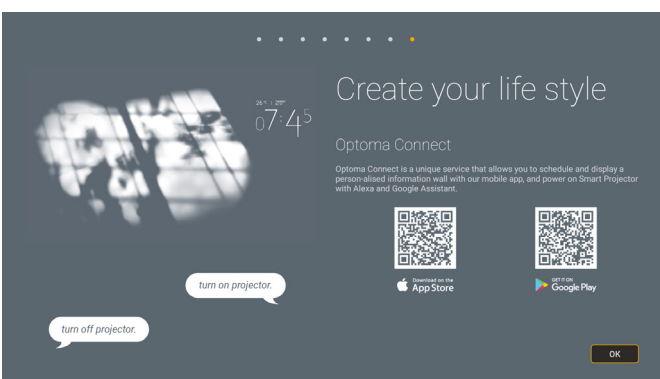 Create your life style
07:45
Optoma Connect
Optoma Connect is a unique service that allows you to schedule and display a
person-alised information wall with our mobile app, and power on Smart Projector
with Alexa and Google Assistant.
turn on projector.
Download on the
App Store
GET IT ON
Google Play
turn off projector.
OK